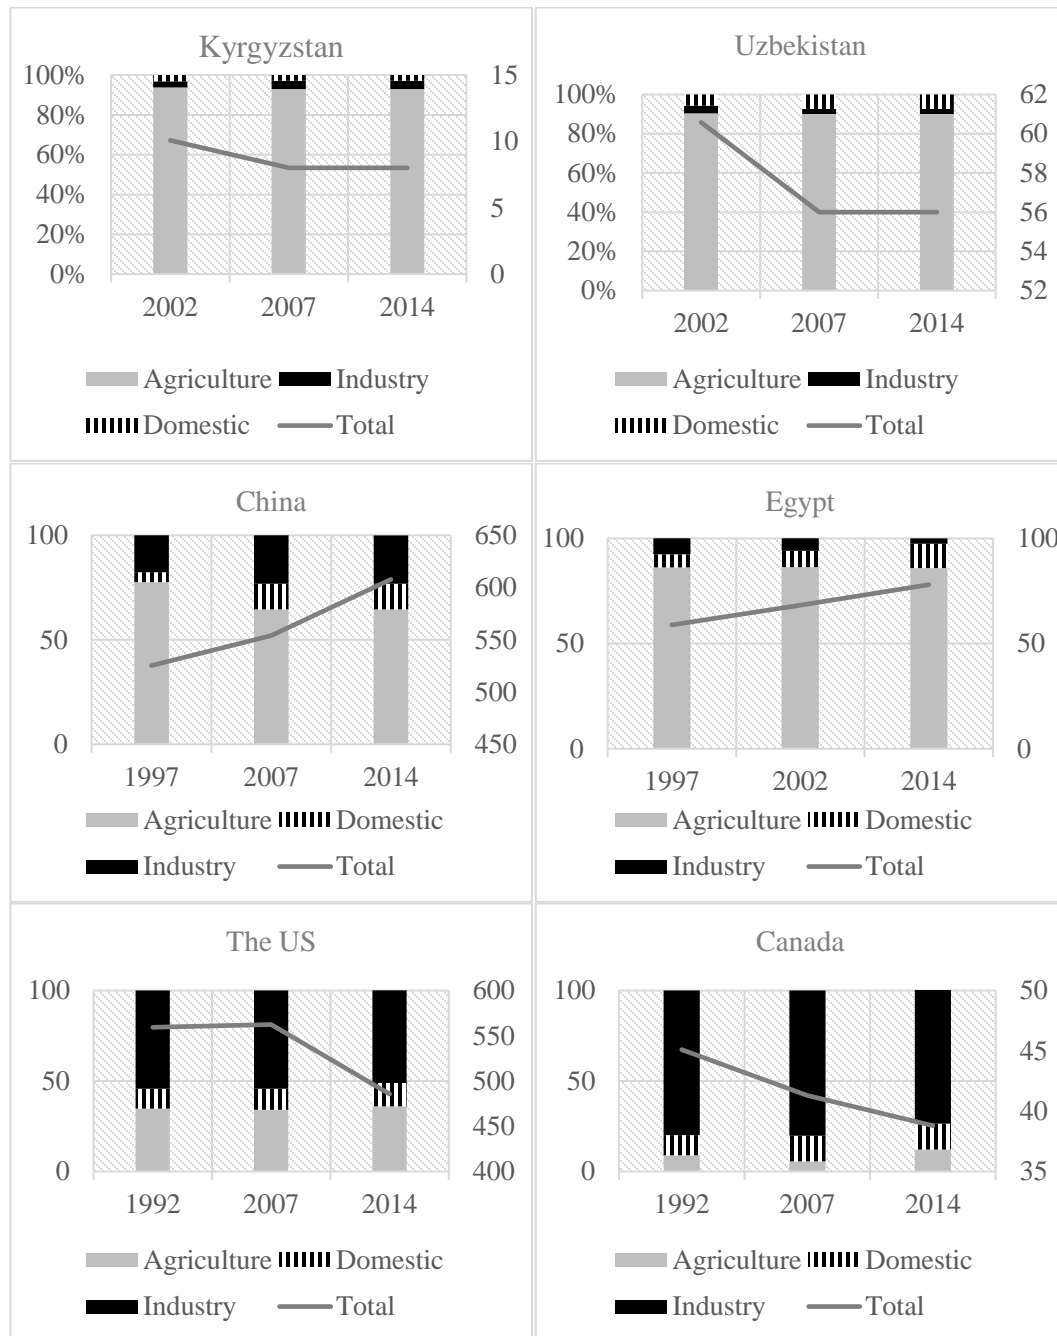 Kyrgyzstan
100%
80%
60%
40%
20%
0%
15
10
5
0
2002 2007 2014
Agriculture Industry
Domestic Total
Uzbekistan
100%
80%
60%
40%
20%
0%
62
60
58
56
54
52
2002 2007 2014
Agriculture Industry
Domestic Total
China
100
50
0
650
600
550
500
450
1997 2007 2014
Agriculture Domestic
Industry Total
Egypt
100
50
0
100
50
0
1997 2002 2014
Agriculture Domestic
Industry Total
The US
100
50
0
600
550
500
450
400
1992 2007 2014
Agriculture Domestic
Industry Total
Canada
100
50
0
50
45
40
35
1992 2007 2014
Agriculture Domestic
Industry Total